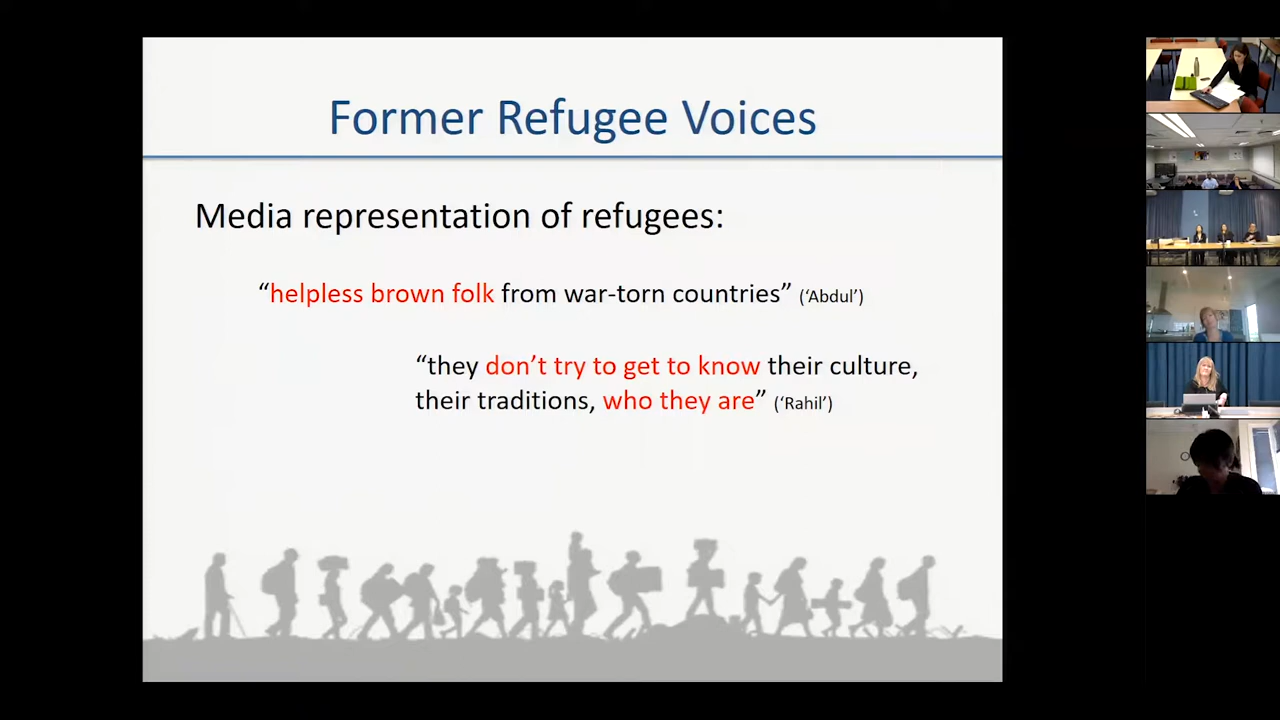 Former Refugee Voices
Media representation of refugees:
“helpless brown folk from war-torn countries” (‘Abdul’)
“they don’t try to get to know their culture,
their traditions, who they are” (‘Rahil’)